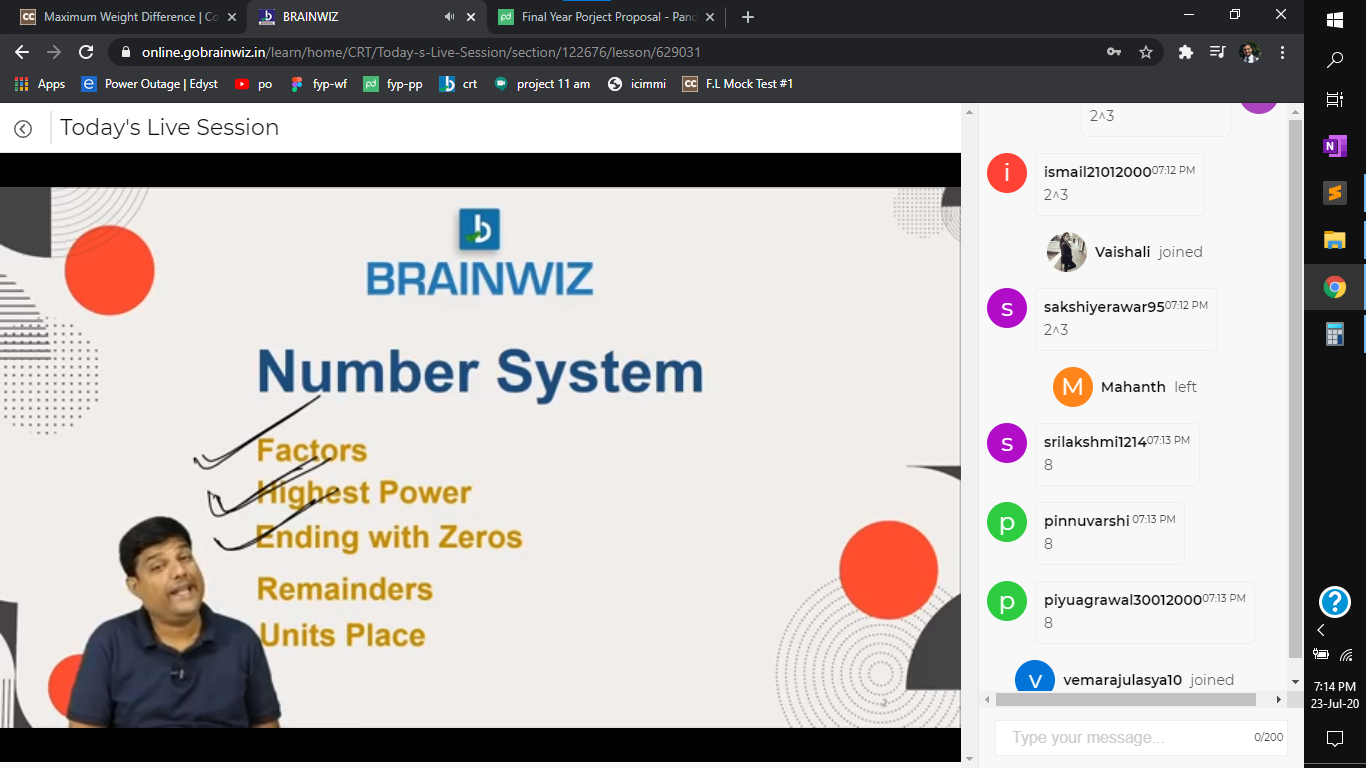 Maximum Weight Difference | Co
BRAINWIZ
Final Year Porject Proposal - Panc
online.gobrainwiz.in/learn/home/CRT/Today-s-Live-Session/section/122676/lesson/629031
Apps
Power Outage | Edyst
po
fyp-wf
fyp-pp
crt
project 11 am
icimmi
F.L Mock Test #1
Today's Live Session
b
BRAINWIZ
Number System
Factors
Highest Power
Ending with Zeros
Remainders
Units Place
2
2^3
i
ismail21012000 07:12 PM
2^3
Vaishali joined
s
sakshiyerawar95 07:12 PM
2^3
M
Mahanth left
s
srilakshmi1214 07:13 PM
8
p
pinnuvarshi 07:13 PM
8
p
piyuagrawal30012000 07:13 PM
8
v
vemarajulasya10 joined
Type your message...
0/200
7:14 PM
23-Jul-20